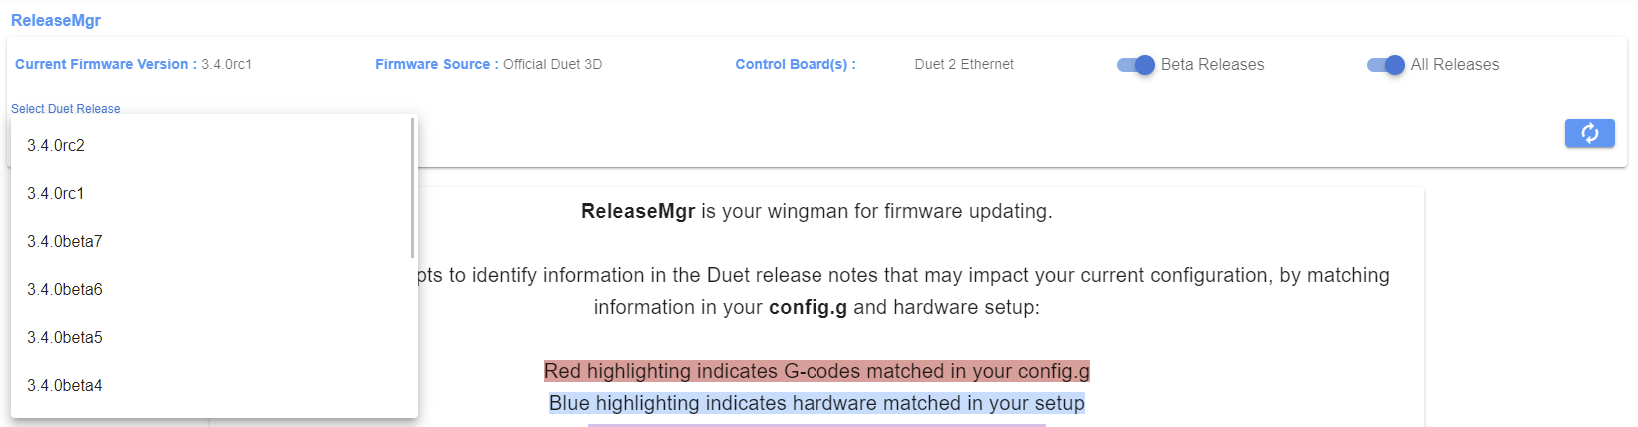 ReleaseMgr
Current Firmware Version : 3.4.0rc1 Firmware Source : Official Duet 3D Control Board(s) : Duet 2 Ethernet Beta Releases All Releases
Select Duet Release
3.4.0rc2
3.4.0rc1
3.4.0beta7
3.4.0beta6
3.4.0beta5
3.4.0beta4
ReleaseMgr is your wingman for firmware updating.
to identify information in the Duet release notes that may impact your current configuration, by matching
information in your config.g and hardware setup:
Red highlighting indicates G-codes matched in your config.g
Blue highlighting indicates hardware matched in your setup